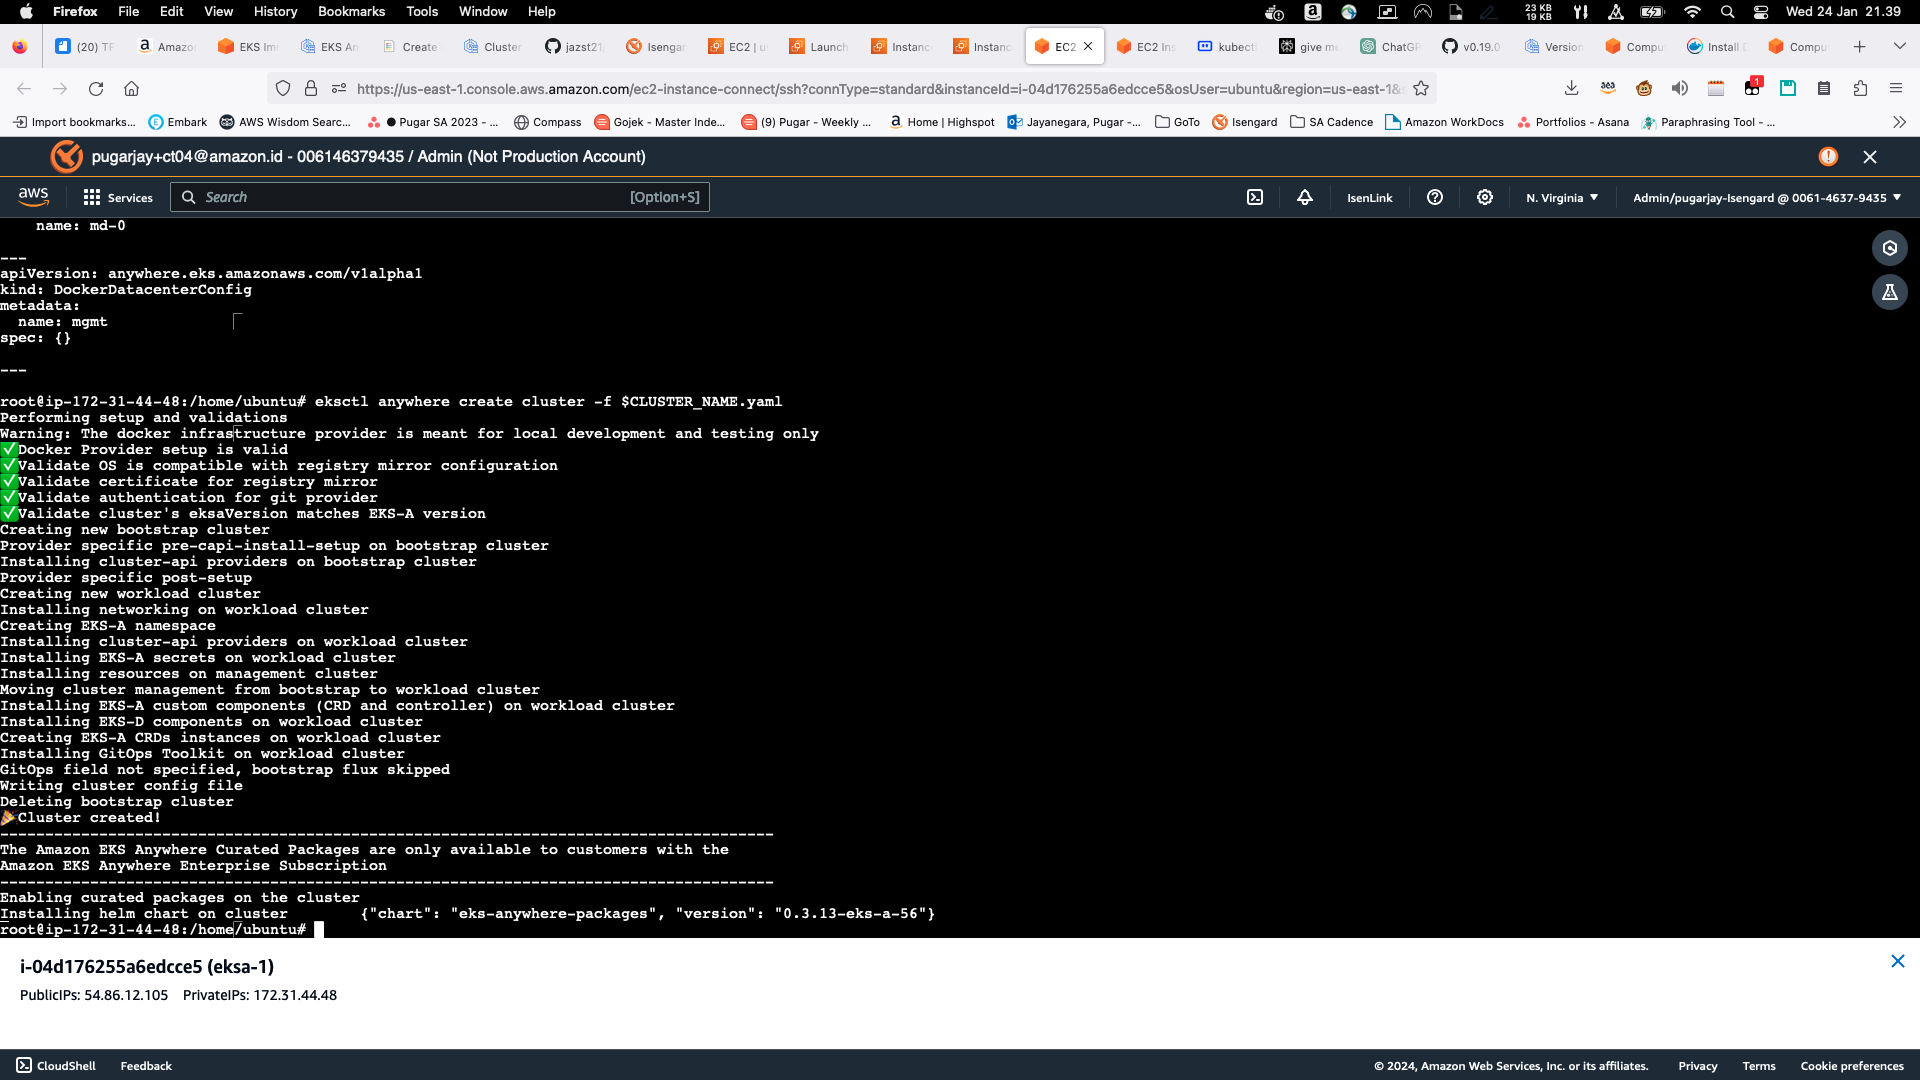 Firefox File Edit View History Bookmarks Tools Window Help 23 KB 19 KB Wed 24 Jan 21.39
(20) TF Amazo EKS Im EKS An Create Cluster jazst21 Isengar EC2 | u Launch Instanc Instanc EC2 EC2 Ins kubect give me ChatGP v0.19.0 Version Compu Install D Compu
https://us-east-1.console.aws.amazon.com/ec2-instance-connect/ssh?connType=standard&instanceId=i-04d176255a6edcce5&osUser=ubuntu&region=us-east-1&
1
Import bookmarks... Embark AWS Wisdom Searc... ● Pugar SA 2023 - ... Compass Gojek - Master Inde... (9) Pugar - Weekly ... Home | Highspot Jayanegara, Pugar -... GoTo Isengard SA Cadence Amazon WorkDocs Portfolios - Asana Paraphrasing Tool - ...
pugarjay+ct04@amazon.id - 006146379435 / Admin (Not Production Account)
aws Services Search [Option+S] IsenLink N. Virginia Admin/pugarjay-Isengard @ 0061-4637-9435
name: md-0
---
apiVersion: anywhere.eks.amazonaws.com/v1alpha1
kind: DockerDatacenterConfig
metadata:
name: mgmt
spec: {}
---
root@ip-172-31-44-48:/home/ubuntu# eksctl anywhere create cluster -f $CLUSTER_NAME.yaml
Performing setup and validations
Warning: The docker infrastructure provider is meant for local development and testing only
✅Docker Provider setup is valid
✅Validate OS is compatible with registry mirror configuration
✅Validate certificate for registry mirror
✅Validate authentication for git provider
✅Validate cluster's eksaVersion matches EKS-A version
Creating new bootstrap cluster
Provider specific pre-capi-install-setup on bootstrap cluster
Installing cluster-api providers on bootstrap cluster
Provider specific post-setup
Creating new workload cluster
Installing networking on workload cluster
Creating EKS-A namespace
Installing cluster-api providers on workload cluster
Installing EKS-A secrets on workload cluster
Installing resources on management cluster
Moving cluster management from bootstrap to workload cluster
Installing EKS-A custom components (CRD and controller) on workload cluster
Installing EKS-D components on workload cluster
Creating EKS-A CRDs instances on workload cluster
Installing GitOps Toolkit on workload cluster
GitOps field not specified, bootstrap flux skipped
Writing cluster config file
Deleting bootstrap cluster
🎉Cluster created!
--------------------------------------------------------------------------------------
The Amazon EKS Anywhere Curated Packages are only available to customers with the
Amazon EKS Anywhere Enterprise Subscription
--------------------------------------------------------------------------------------
Enabling curated packages on the cluster
Installing helm chart on cluster {"chart": "eks-anywhere-packages", "version": "0.3.13-eks-a-56"}
root@ip-172-31-44-48:/home/ubuntu#
i-04d176255a6edcce5 (eksa-1)
PublicIPs: 54.86.12.105 PrivateIPs: 172.31.44.48
CloudShell Feedback © 2024, Amazon Web Services, Inc. or its affiliates. Privacy Terms Cookie preferences